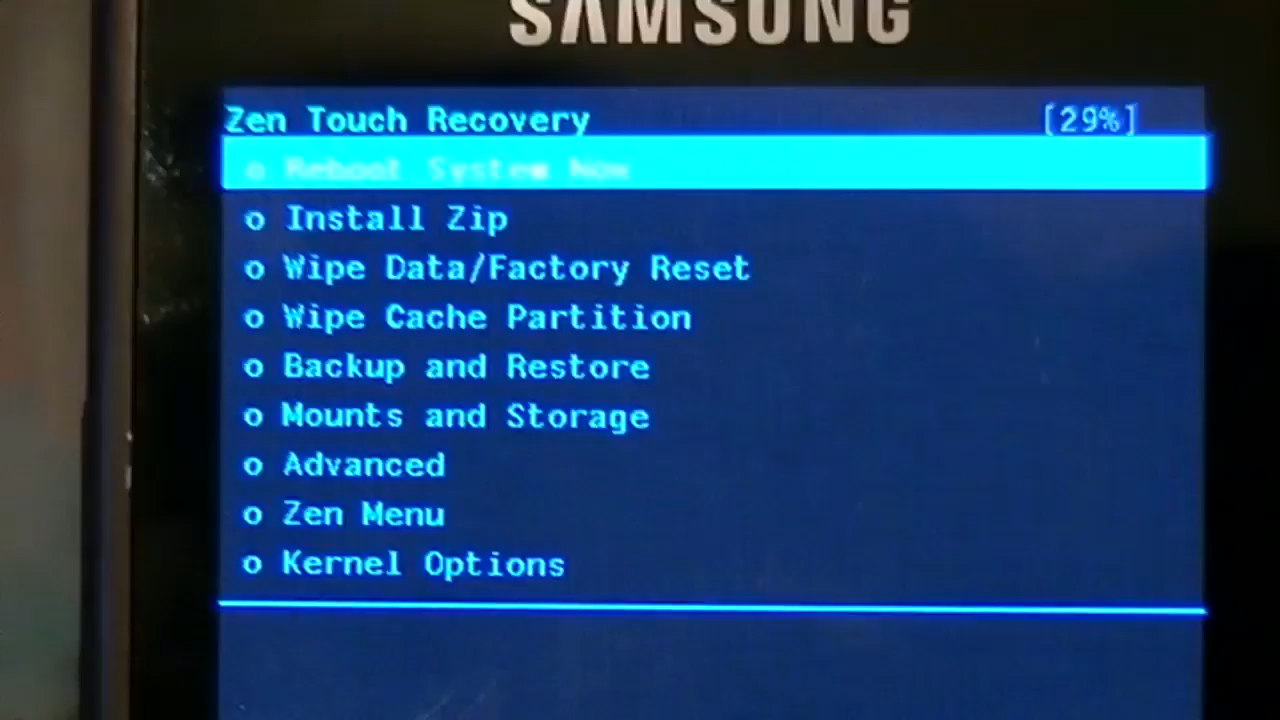 SAMSUNG
Zen Touch Recovery [29%]
o Reboot System Now
o Install Zip
o Wipe Data/Factory Reset
o Wipe Cache Partition
o Backup and Restore
o Mounts and Storage
o Advanced
o Zen Menu
o Kernel Options